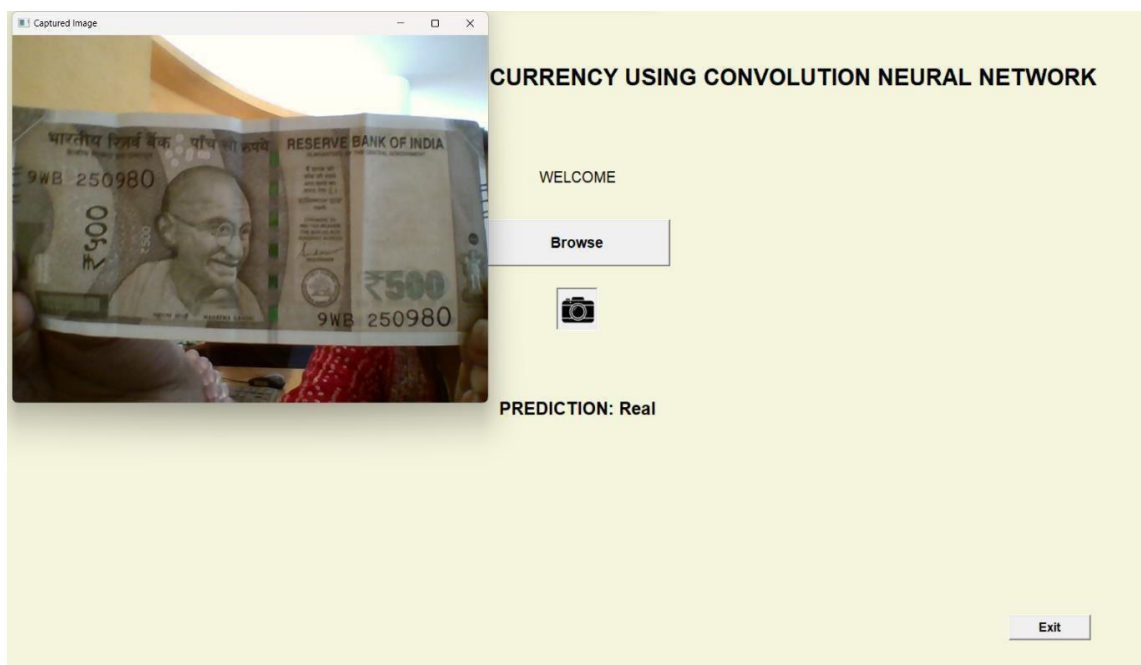 Captured Image
CURRENCY USING CONVOLUTION NEURAL NETWORK
भारतीय रिज़र्व बैंक पाँच सौ रुपये RESERVE BANK OF INDIA
9WB 250980
₹500
₹500
9WB 250980
WELCOME
Browse
PREDICTION: Real
Exit